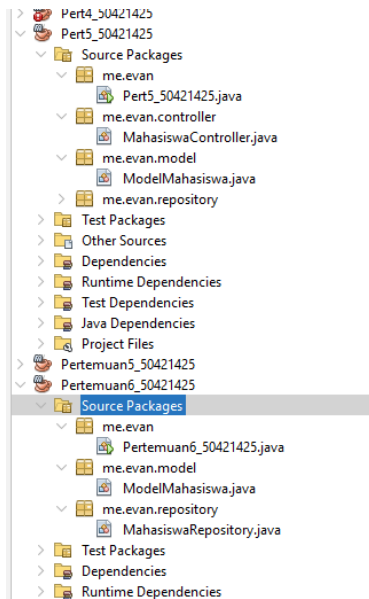 Pert4_50421425
Pert5_50421425
Source Packages
me.evan
Pert5_50421425.java
me.evan.controller
MahasiswaController.java
me.evan.model
ModelMahasiswa.java
me.evan.repository
Test Packages
Other Sources
Dependencies
Runtime Dependencies
Test Dependencies
Java Dependencies
Project Files
Pertemuan5_50421425
Pertemuan6_50421425
Source Packages
me.evan
Pertemuan6_50421425.java
me.evan.model
ModelMahasiswa.java
me.evan.repository
MahasiswaRepository.java
Test Packages
Dependencies
Runtime Dependencies